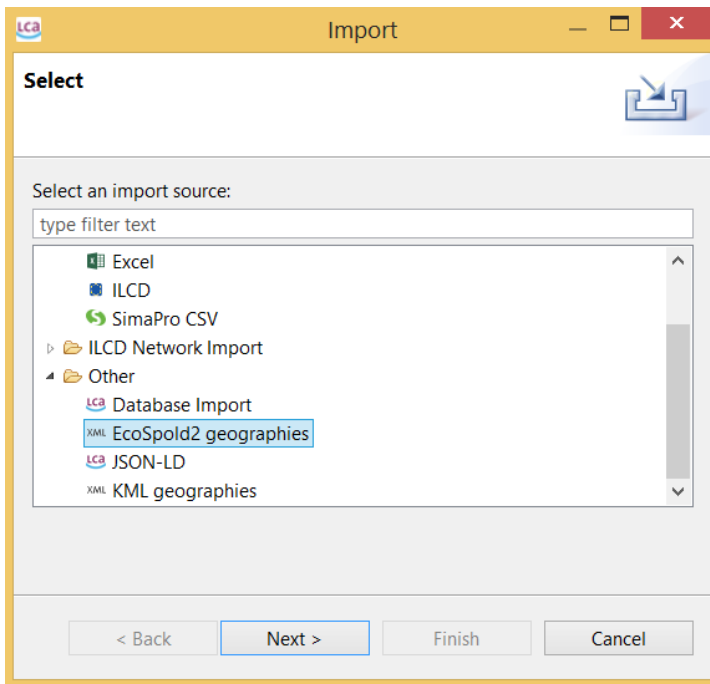 LCA
Import
Select
Select an import source:
type filter text
Excel
ILCD
SimaPro CSV
ILCD Network Import
Other
LCA Database Import
XML EcoSpold2 geographies
LCA JSON-LD
XML KML geographies
< Back Next > Finish Cancel